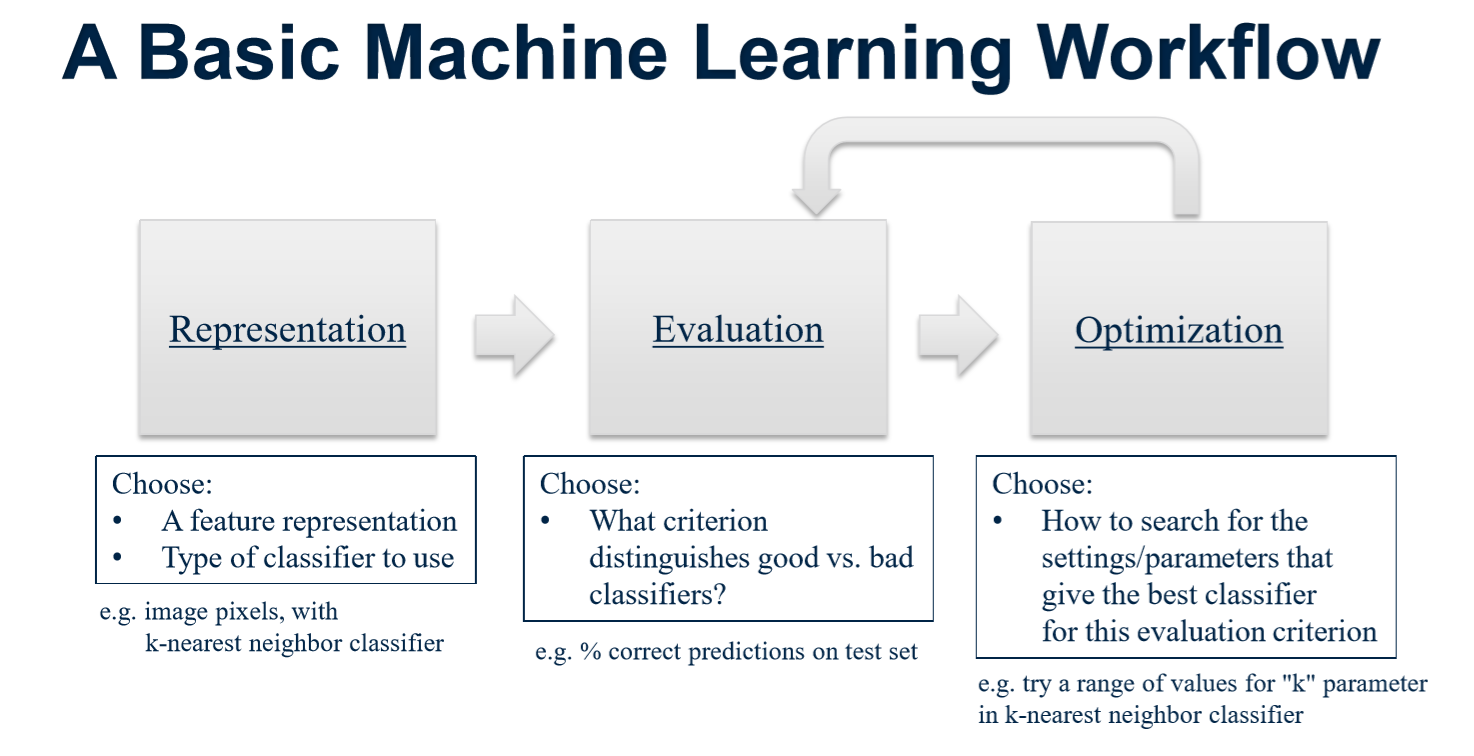 A Basic Machine Learning Workflow
Representation
Evaluation
Optimization
Choose:
• A feature representation
• Type of classifier to use
e.g. image pixels, with
k-nearest neighbor classifier
Choose:
• What criterion
distinguishes good vs. bad
classifiers?
e.g. % correct predictions on test set
Choose:
• How to search for the
settings/parameters that
give the best classifier
for this evaluation criterion
e.g. try a range of values for "k" parameter
in k-nearest neighbor classifier